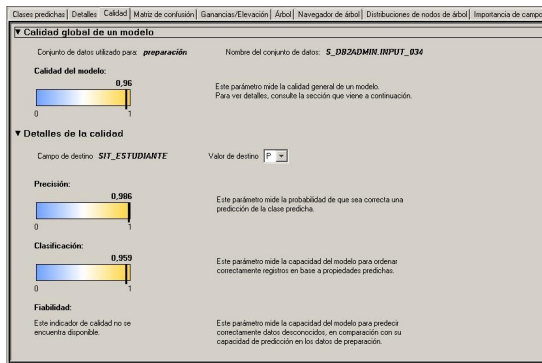 Clases predichas Detalles Calidad Matriz de confusión Ganancias/Elevación Árbol Navegador de árbol Distribuciones de nodos de árbol Importancia de campo
▼ Calidad global de un modelo
Conjunto de datos utilizado para: preparación Nombre del conjunto de datos: S_DB2ADMIN.INPUT_034
Calidad del modelo:
0,96
Este parámetro mide la calidad general de un modelo.
Para ver detalles, consulte la sección que viene a continuación.
0 1
▼ Detalles de la calidad
Campo de destino SIT_ESTUDIANTE Valor de destino P
Precisión:
0,986
Este parámetro mide la probabilidad de que sea correcta una
predicción de la clase predicha.
0 1
Clasificación:
0,959
Este parámetro mide la capacidad del modelo para ordenar
correctamente registros en base a propiedades predichas.
0 1
Fiabilidad:
Este indicador de calidad no se
encuentra disponible.
Este parámetro mide la capacidad del modelo para predecir
correctamente datos desconocidos, en comparación con su
capacidad de predicción en los datos de preparación.